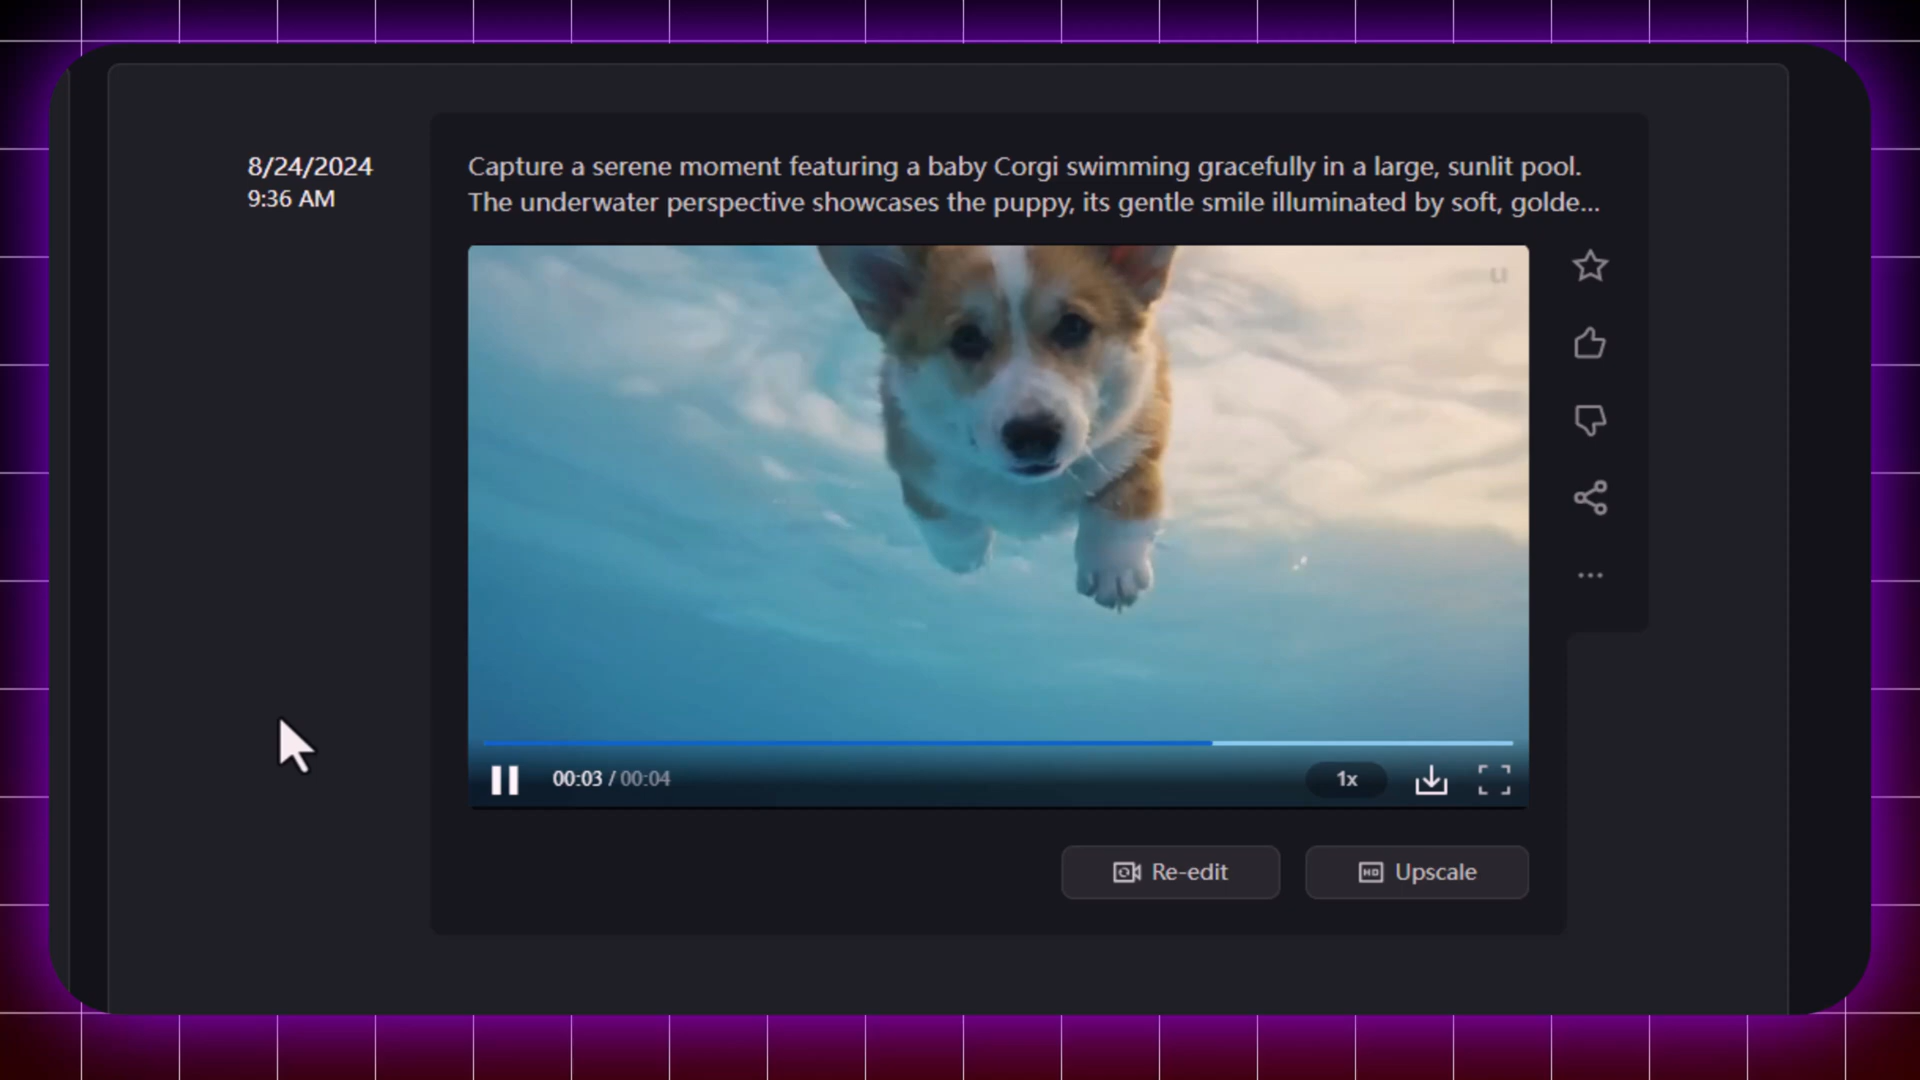 8/24/2024
9:36 AM
Capture a serene moment featuring a baby Corgi swimming gracefully in a large, sunlit pool.
The underwater perspective showcases the puppy, its gentle smile illuminated by soft, golde...
u
00:03 / 00:04
1x
Re-edit
HD Upscale